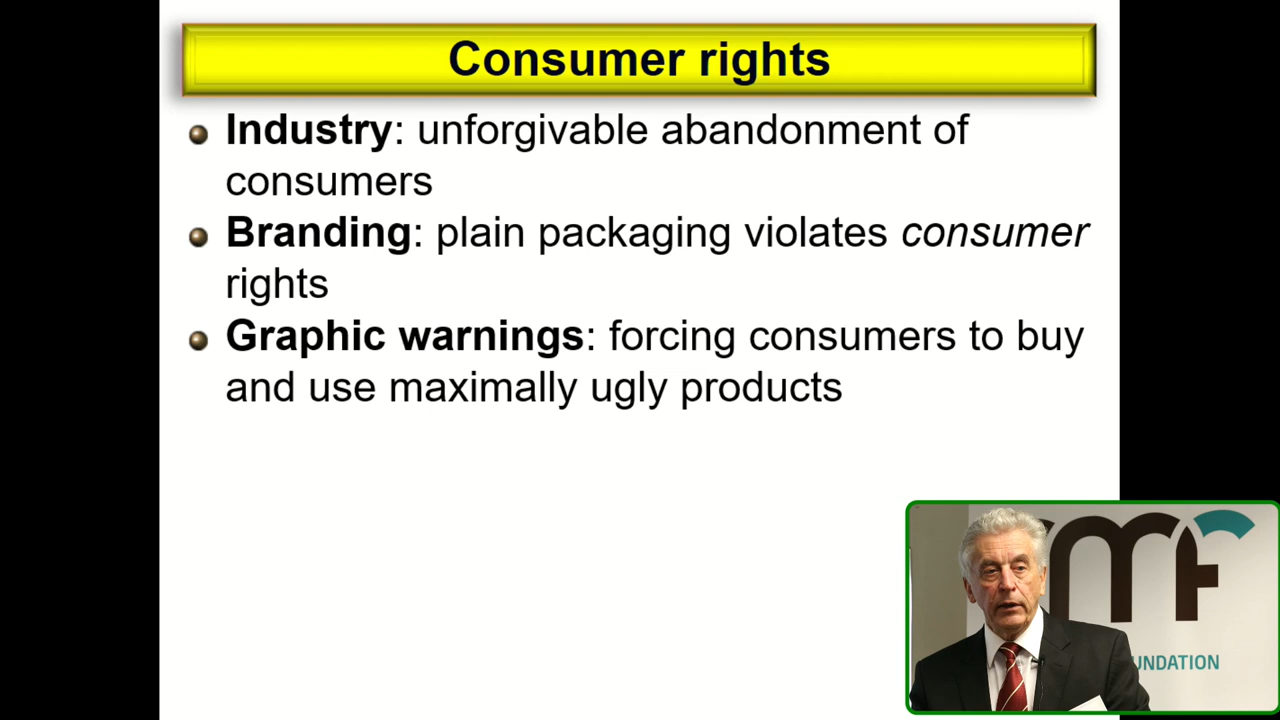 Consumer rights
Industry: unforgivable abandonment of
consumers
Branding: plain packaging violates consumer
rights
Graphic warnings: forcing consumers to buy
and use maximally ugly products